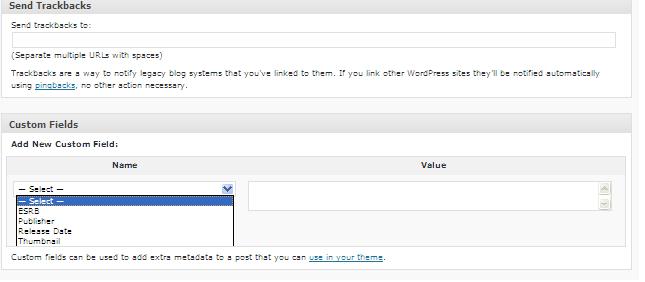 Send Trackbacks
Send trackbacks to:
(Separate multiple URLs with spaces)
Trackbacks are a way to notify legacy blog systems that you've linked to them. If you link other WordPress sites they'll be notified automatically
using pingbacks, no other action necessary.
Custom Fields
Add New Custom Field:
Name Value
— Select —
— Select —
ESRB
Publisher
Release Date
Thumbnail
Custom fields can be used to add extra metadata to a post that you can use in your theme.